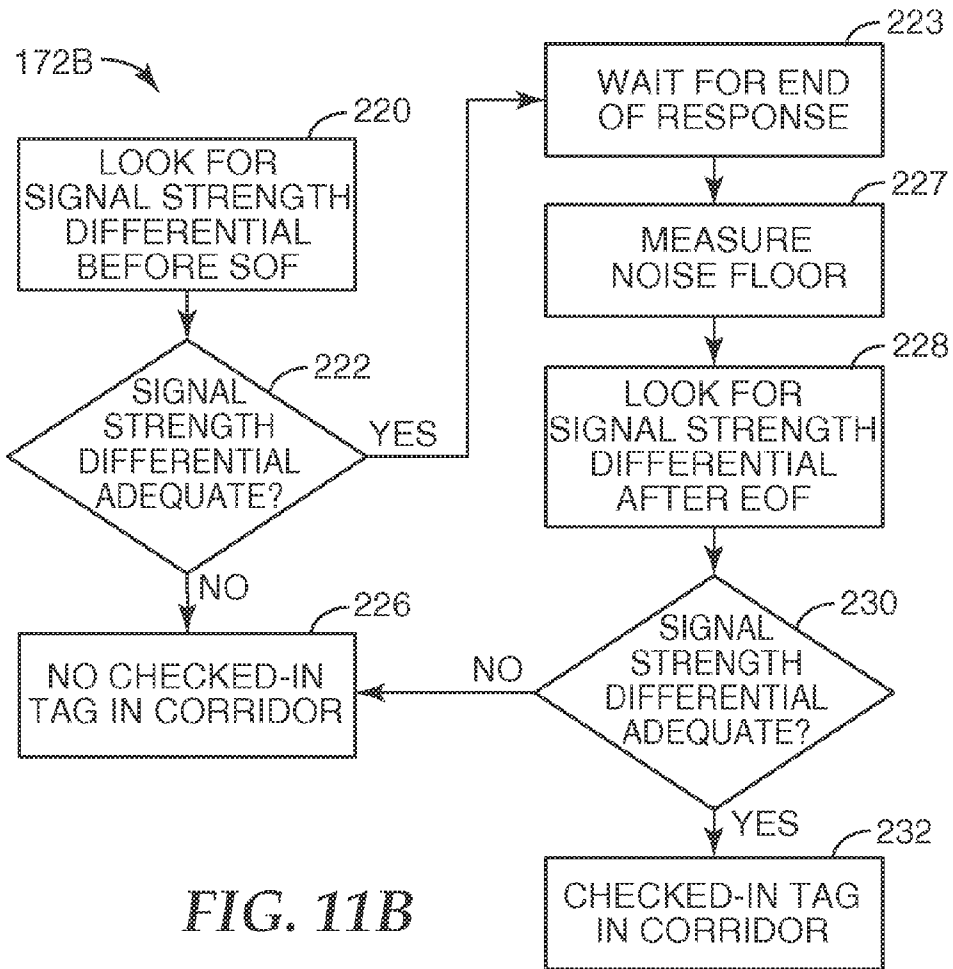 172B
220
LOOK FOR
SIGNAL STRENGTH
DIFFERENTIAL
BEFORE SOF
222
SIGNAL
STRENGTH
DIFFERENTIAL
ADEQUATE?
YES
NO
226
NO CHECKED-IN
TAG IN CORRIDOR
223
WAIT FOR END
OF RESPONSE
227
MEASURE
NOISE FLOOR
228
LOOK FOR
SIGNAL STRENGTH
DIFFERENTIAL
AFTER EOF
230
SIGNAL
STRENGTH
DIFFERENTIAL
ADEQUATE?
NO
YES
232
CHECKED-IN TAG
IN CORRIDOR
FIG. 11B